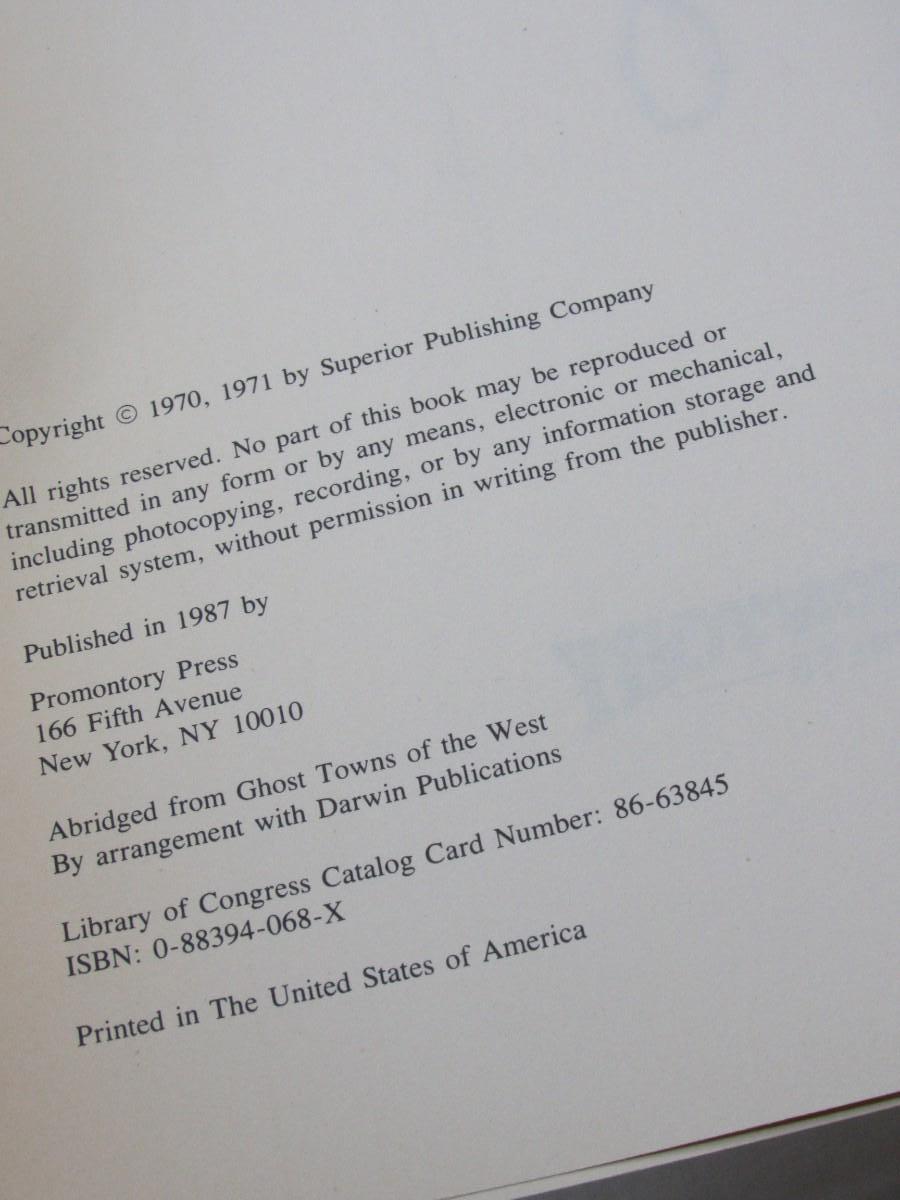 Copyright © 1970, 1971 by Superior Publishing Company
All rights reserved. No part of this book may be reproduced or
transmitted in any form or by any means, electronic or mechanical,
including photocopying, recording, or by any information storage and
retrieval system, without permission in writing from the publisher.
Published in 1987 by
Promontory Press
166 Fifth Avenue
New York, NY 10010
Abridged from Ghost Towns of the West
By arrangement with Darwin Publications
Library of Congress Catalog Card Number: 86-63845
ISBN: 0-88394-068-X
Printed in The United States of America